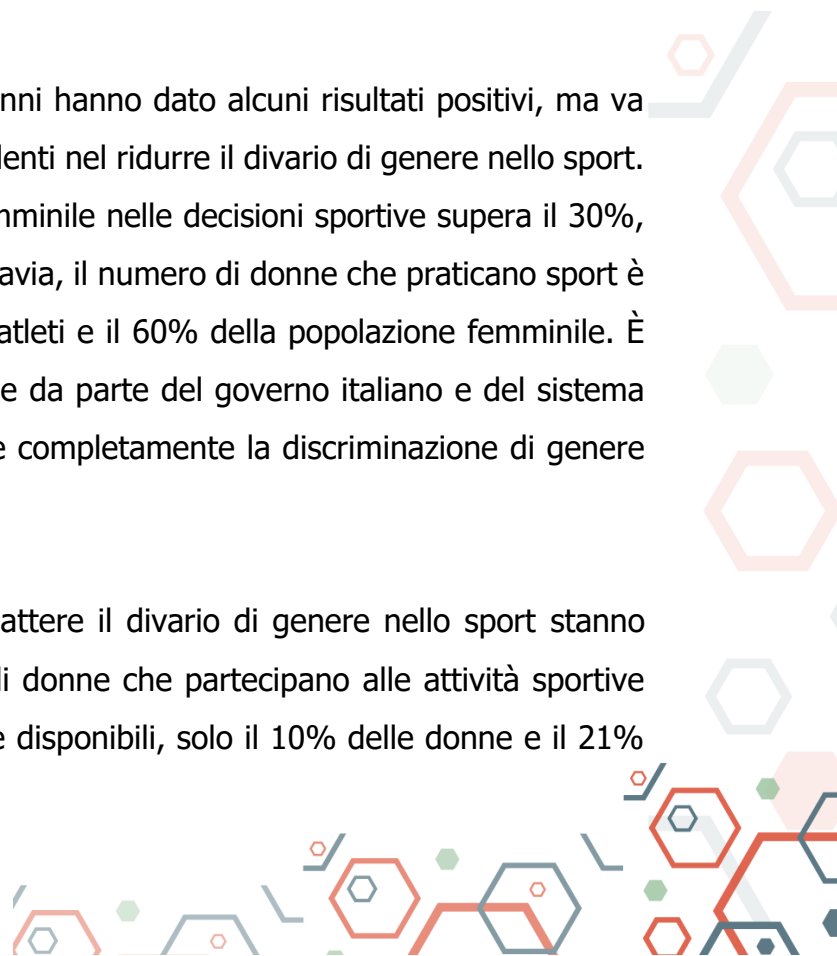 nni hanno dato alcuni risultati positivi, ma va
lenti nel ridurre il divario di genere nello sport.
mminile nelle decisioni sportive supera il 30%,
avia, il numero di donne che praticano sport è
atleti e il 60% della popolazione femminile. È
e da parte del governo italiano e del sistema
e completamente la discriminazione di genere
attere il divario di genere nello sport stanno
li donne che partecipano alle attività sportive
e disponibili, solo il 10% delle donne e il 21%